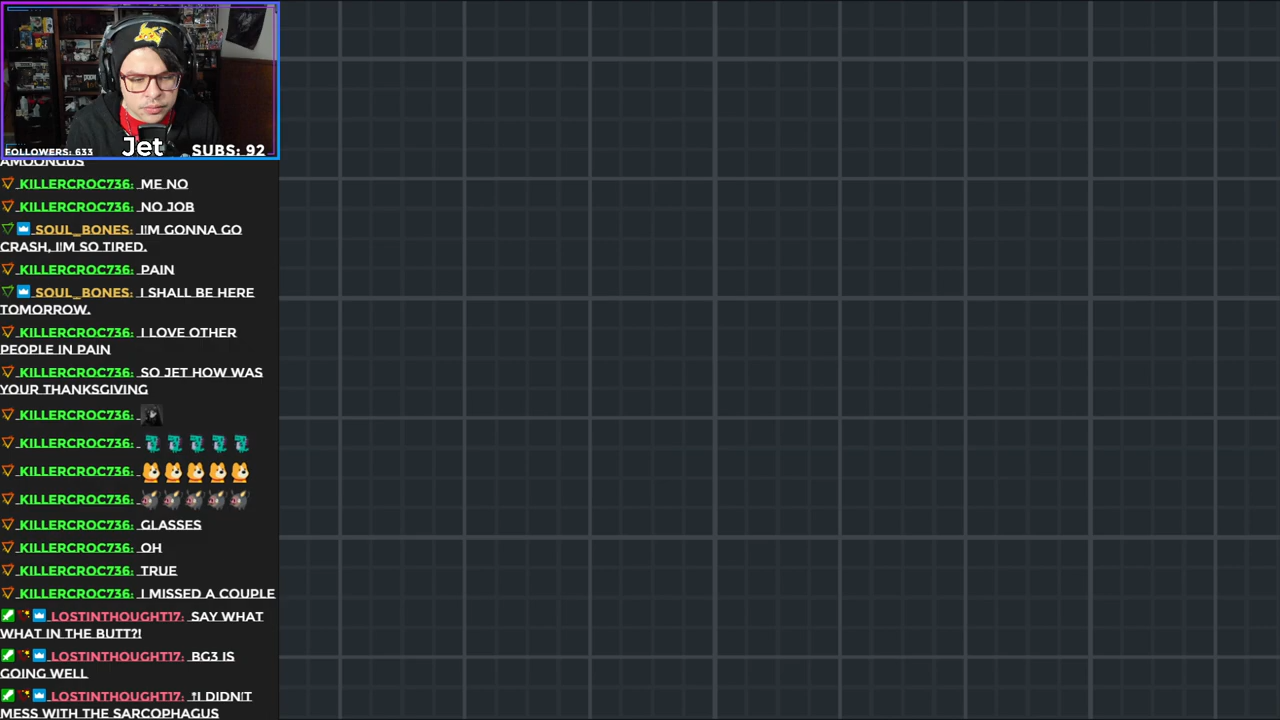 FOLLOWERS: 633
Jet
SUBS: 92
AMOONGUS
KILLERCROC736: ME NO
KILLERCROC736: NO JOB
SOUL_BONES: I'M GONNA GO
CRASH, I'M SO TIRED.
KILLERCROC736: PAIN
SOUL_BONES: I SHALL BE HERE
TOMORROW.
KILLERCROC736: I LOVE OTHER
PEOPLE IN PAIN
KILLERCROC736: SO JET HOW WAS
YOUR THANKSGIVING
KILLERCROC736:
KILLERCROC736:
KILLERCROC736:
KILLERCROC736:
KILLERCROC736: GLASSES
KILLERCROC736: OH
KILLERCROC736: TRUE
KILLERCROC736: I MISSED A COUPLE
LOSTINTHOUGHT17: SAY WHAT
WHAT IN THE BUTT?!
LOSTINTHOUGHT17: BG3 IS
GOING WELL
LOSTINTHOUGHT17: *I DIDN'T
MESS WITH THE SARCOPHAGUS